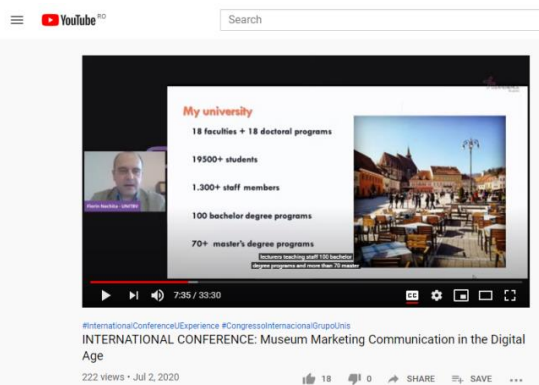 YouTube RO
Search
CONFERENCE
My university
18 faculties + 18 doctoral programs
19500+ students
1.300+ staff members
100 bachelor degree programs
70+ master's degree programs
lecturers teaching staff 100 bachelor
degree programs and more than 70 master
7:35 / 33:30
CC
#InternationalConferenceUExperience #CongressoInternacionalGrupoUnis
INTERNATIONAL CONFERENCE: Museum Marketing Communication in the Digital
Age
222 views • Jul 2, 2020
18
0
SHARE
SAVE